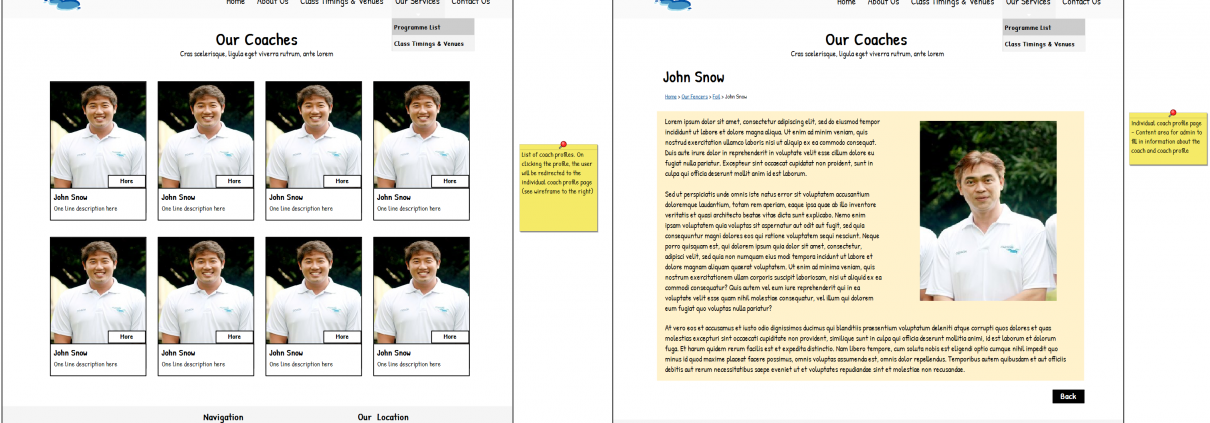 Home About Us Class Timings & Venues Our Services Contact Us
Programme List
Class Timings & Venues
Our Coaches
Cras scelerisque, ligula eget viverra rutrum, ante lorem
More More More More
John Snow John Snow John Snow John Snow
One line description here One line description here One line description here One line description here
More More More More
John Snow John Snow John Snow John Snow
One line description here One line description here One line description here One line description here
Navigation Our Location
List of coach profiles. On
clicking the profile, the user
will be redirected to the
individual coach profile page
(see wireframe to the right)
Home About Us Class Timings & Venues Our Services Contact Us
Programme List
Class Timings & Venues
Our Coaches
Cras scelerisque, ligula eget viverra rutrum, ante lorem
John Snow
Home > Our Fencers > Foil > John Snow
Lorem ipsum dolor sit amet, consectetur adipiscing elit, sed do eiusmod tempor
incididunt ut labore et dolore magna aliqua. Ut enim ad minim veniam, quis
nostrud exercitation ullamco laboris nisi ut aliquip ex ea commodo consequat.
Duis aute irure dolor in reprehenderit in voluptate velit esse cillum dolore eu
fugiat nulla pariatur. Excepteur sint occaecat cupidatat non proident, sunt in
culpa qui officia deserunt mollit anim id est laborum.
Sed ut perspiciatis unde omnis iste natus error sit voluptatem accusantium
doloremque laudantium, totam rem aperiam, eaque ipsa quae ab illo inventore
veritatis et quasi architecto beatae vitae dicta sunt explicabo. Nemo enim
ipsam voluptatem quia voluptas sit aspernatur aut odit aut fugit, sed quia
consequuntur magni dolores eos qui ratione voluptatem sequi nesciunt. Neque
porro quisquam est, qui dolorem ipsum quia dolor sit amet, consectetur,
adipisci velit, sed quia non numquam eius modi tempora incidunt ut labore et
dolore magnam aliquam quaerat voluptatem. Ut enim ad minima veniam, quis
nostrum exercitationem ullam corporis suscipit laboriosam, nisi ut aliquid ex ea
commodi consequatur? Quis autem vel eum iure reprehenderit qui in ea
voluptate velit esse quam nihil molestiae consequatur, vel illum qui dolorem
eum fugiat quo voluptas nulla pariatur?
At vero eos et accusamus et iusto odio dignissimos ducimus qui blanditiis praesentium voluptatum deleniti atque corrupti quos dolores et quas
molestias excepturi sint occaecati cupiditate non provident, similique sunt in culpa qui officia deserunt mollitia animi, id est laborum et dolorum
fuga. Et harum quidem rerum facilis est et expedita distinctio. Nam libero tempore, cum soluta nobis est eligendi optio cumque nihil impedit quo
minus id quod maxime placeat facere possimus, omnis voluptas assumenda est, omnis dolor repellendus. Temporibus autem quibusdam et aut officiis
debitis aut rerum necessitatibus saepe eveniet ut et voluptates repudiandae sint et molestiae non recusandae.
Back
Individual coach profile page
- Content area for admin to
fill in information about the
coach and coach profile